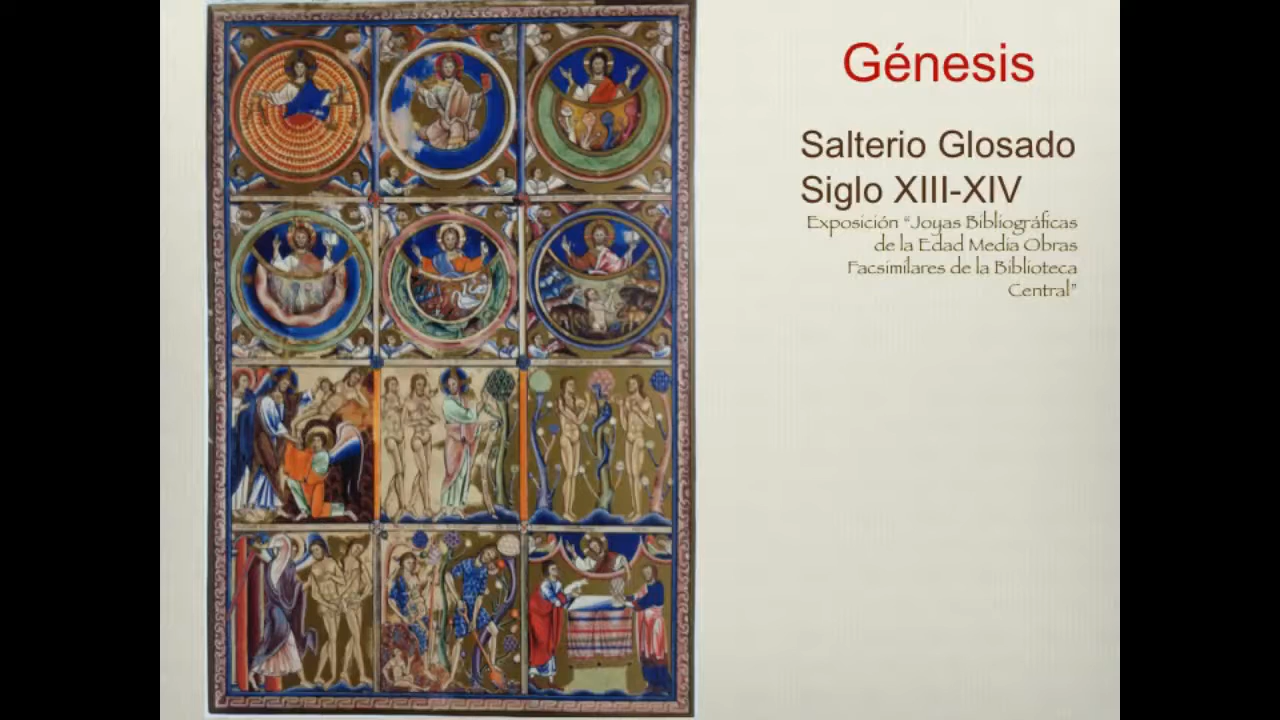 Génesis
Salterio Glosado
Siglo XIII-XIV
Exposición “Joyas Bibliográficas
de la Edad Media Obras
Facsimilares de la Biblioteca
Central”